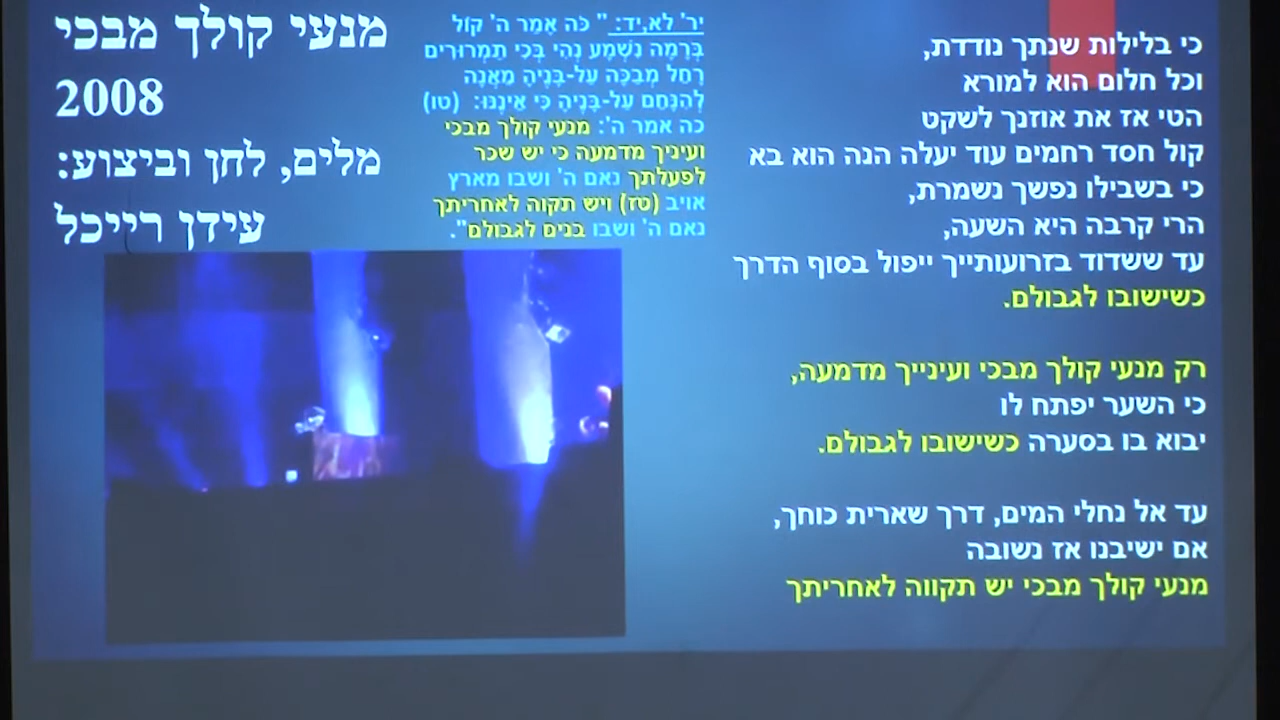 מנעי קולך מבכי
2008
מלים, לחן וביצוע:
עידן רייכל
יר' לא,יד: " כֹּה אָמַר ה' קוֹל
בְּרָמָה נִשְׁמָע נְהִי בְּכִי תַמְרוּרִים
רָחֵל מְבַכָּה עַל-בָּנֶיהָ מֵאֲנָה
לְהִנָּחֵם עַל-בָּנֶיהָ כִּי אֵינֶנּוּ: (טו)
כה אמר ה': מנעי קולך מבכי
ועיניך מדמעה כי יש שכר
לפעלתך נאם ה' ושבו מארץ
אויב (טז) ויש תקוה לאחריתך
נאם ה' ושבו בנים לגבולם".
כי בלילות שנתך נודדת,
וכל חלום הוא למורא
הטי אז את אוזנך לשקט
קול חסד רחמים עוד יעלה הנה הוא בא
כי בשבילו נפשך נשמרת,
הרי קרבה היא השעה,
עד ששדוד בזרועותייך ייפול בסוף הדרך
כשישובו לגבולם.
רק מנעי קולך מבכי ועינייך מדמעה,
כי השער יפתח לו
יבוא בו בסערה כשישובו לגבולם.
עד אל נחלי המים, דרך שארית כוחך,
אם ישיבנו אז נשובה
מנעי קולך מבכי יש תקווה לאחריתך